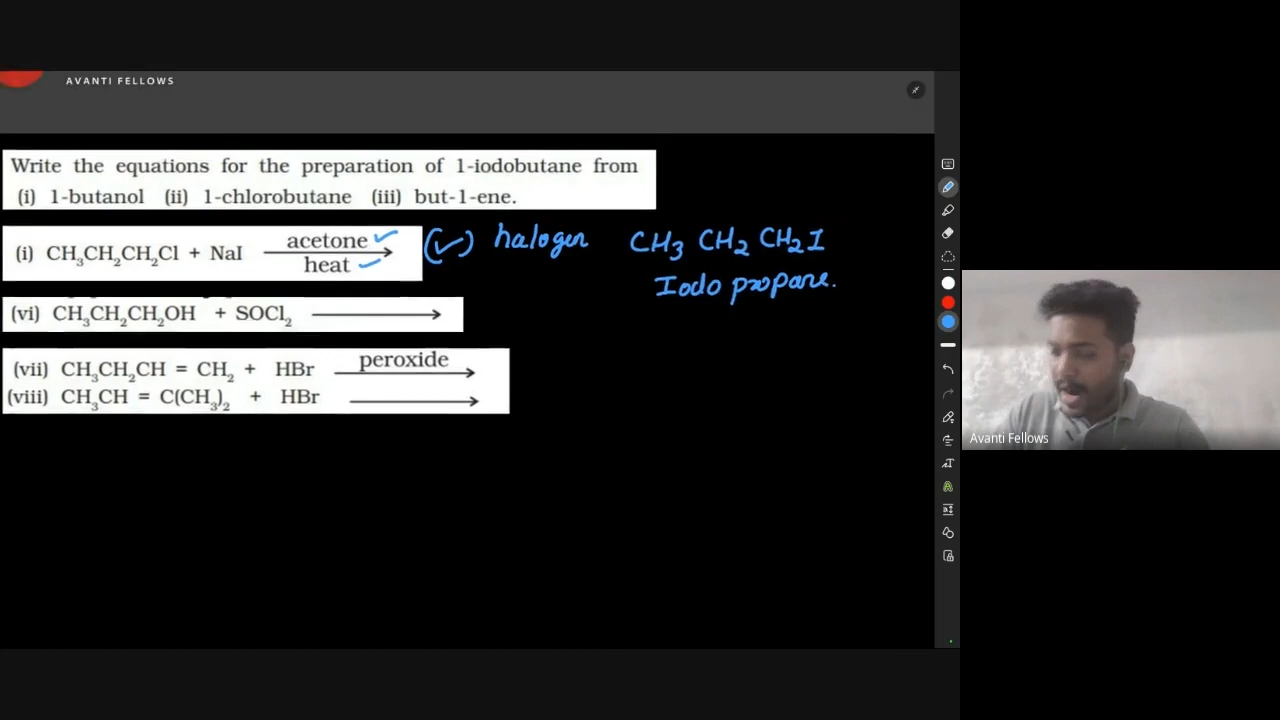 AVANTI FELLOWS
Write the equations for the preparation of 1-iodobutane from
(i) 1-butanol (ii) 1-chlorobutane (iii) but-1-ene.
(i) CH₃CH₂CH₂Cl + NaI acetone heat → (✓) halogen CH₃ CH₂ CH₂ I
Iodo propane.
(vi) CH₃CH₂CH₂OH + SOCl₂ →
(vii) CH₃CH₂CH = CH₂ + HBr peroxide →
(viii) CH₃CH = C(CH₃)₂ + HBr →
Avanti Fellows